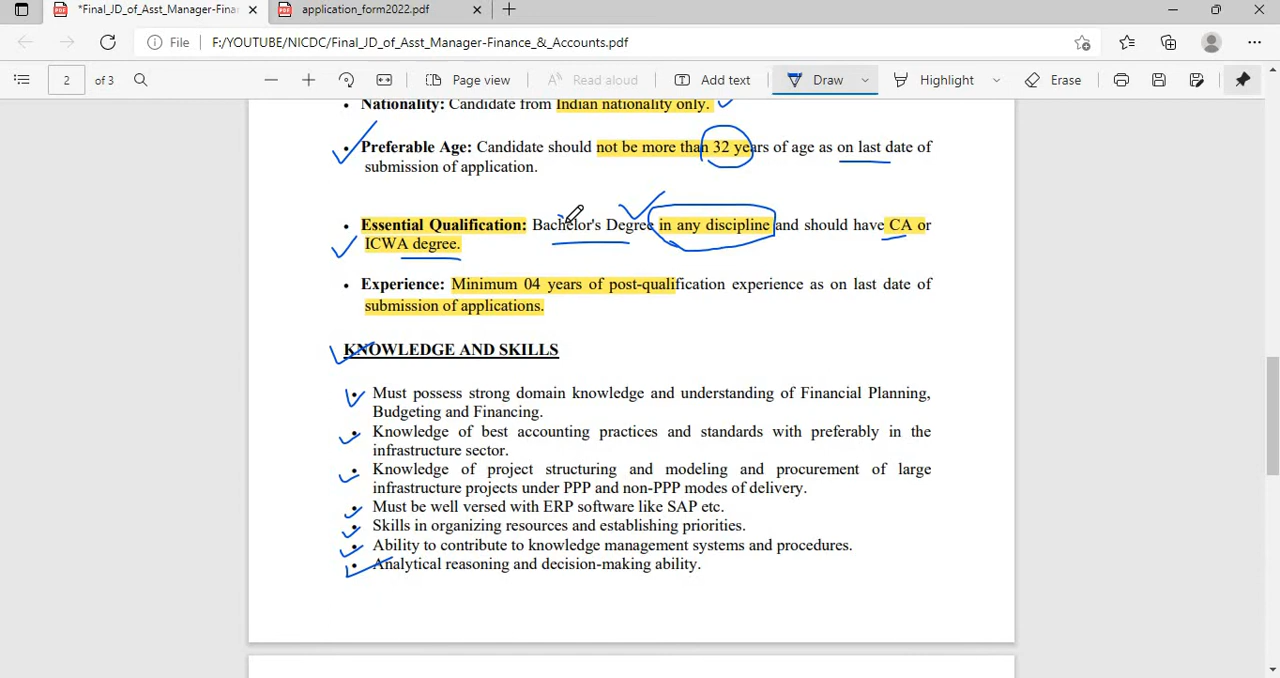 *Final_JD_of_Asst_Manager-Finan
application_form2022.pdf
File
F:/YOUTUBE/NICDC/Final_JD_of_Asst_Manager-Finance_&_Accounts.pdf
2 of 3
Page view
Read aloud
Add text
Draw
Highlight
Erase
• Nationality: Candidate from Indian nationality only.
• Preferable Age: Candidate should not be more than 32 years of age as on last date of
submission of application.
• Essential Qualification: Bachelor's Degree in any discipline and should have CA or
ICWA degree.
• Experience: Minimum 04 years of post-qualification experience as on last date of
submission of applications.
KNOWLEDGE AND SKILLS
• Must possess strong domain knowledge and understanding of Financial Planning,
Budgeting and Financing.
• Knowledge of best accounting practices and standards with preferably in the
infrastructure sector.
• Knowledge of project structuring and modeling and procurement of large
infrastructure projects under PPP and non-PPP modes of delivery.
• Must be well versed with ERP software like SAP etc.
• Skills in organizing resources and establishing priorities.
• Ability to contribute to knowledge management systems and procedures.
• Analytical reasoning and decision-making ability.